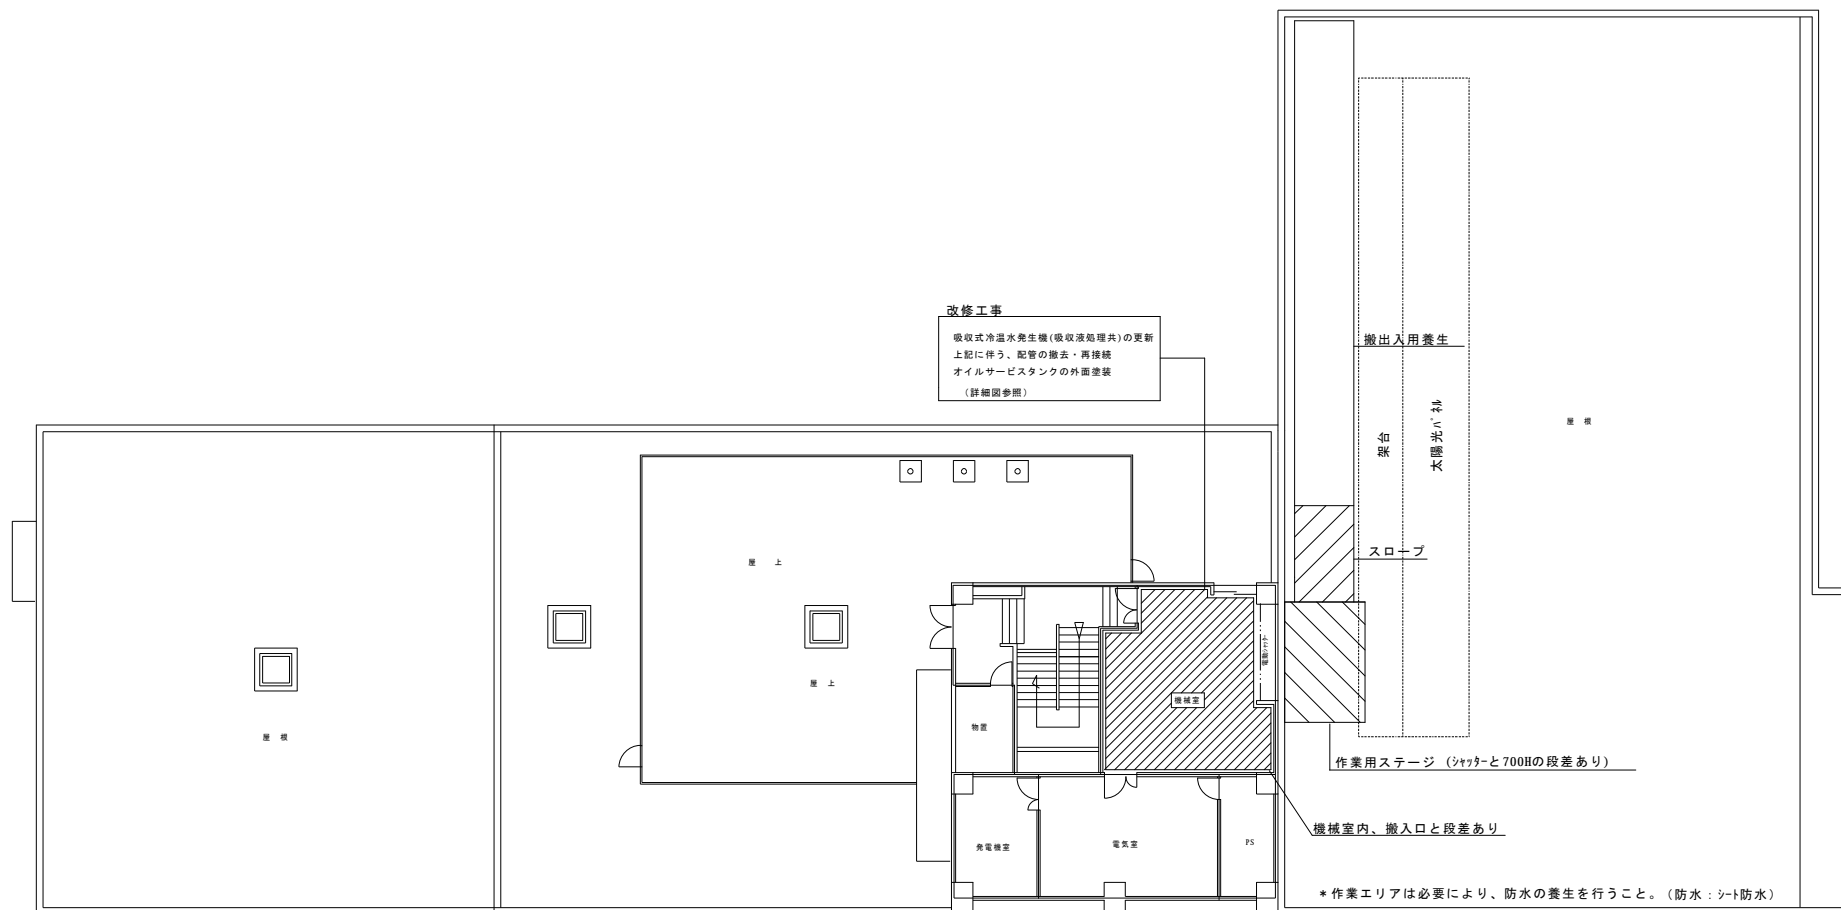 改修工事
吸収式冷温水発生機(吸収液処理共)の更新
上記に伴う、配管の撤去・再接続
オイルサービスタンクの外面塗装
(詳細図参照)
搬出入用養生
架台
太陽光パネル
屋 根
スロープ
屋 上
電動シャッター
屋 上
機械室
物置
屋 根
作業用ステージ (シャッターと700Hの段差あり)
機械室内、搬入口と段差あり
発電機室
電気室
PS
*作業エリアは必要により、防水の養生を行うこと。(防水:シート防水)